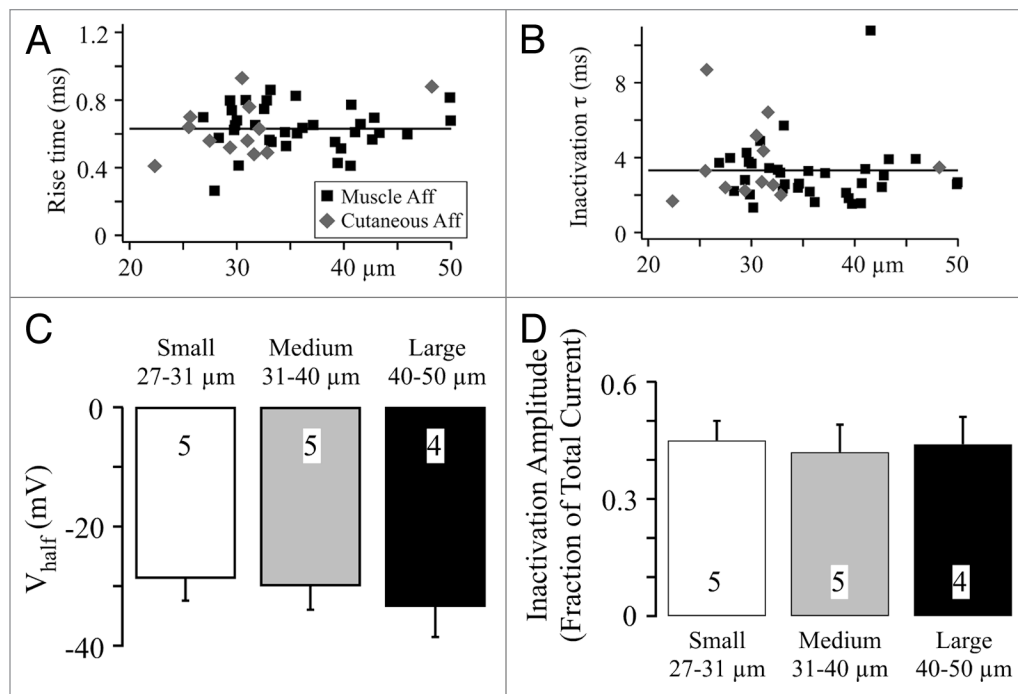 A
Rise time (ms)
1.2
0.8
0.4
0
Muscle Aff
Cutaneous Aff
20 30 40 µm 50
B
Inactivation τ (ms)
8
4
0
20 30 40 µm 50
C
Small Medium Large
27-31 µm 31-40 µm 40-50 µm
Vhalf (mV)
0
-20
-40
5 5 4
D
Inactivation Amplitude
(Fraction of Total Current)
0.6
0.3
0
5 5 4
Small Medium Large
27-31 µm 31-40 µm 40-50 µm